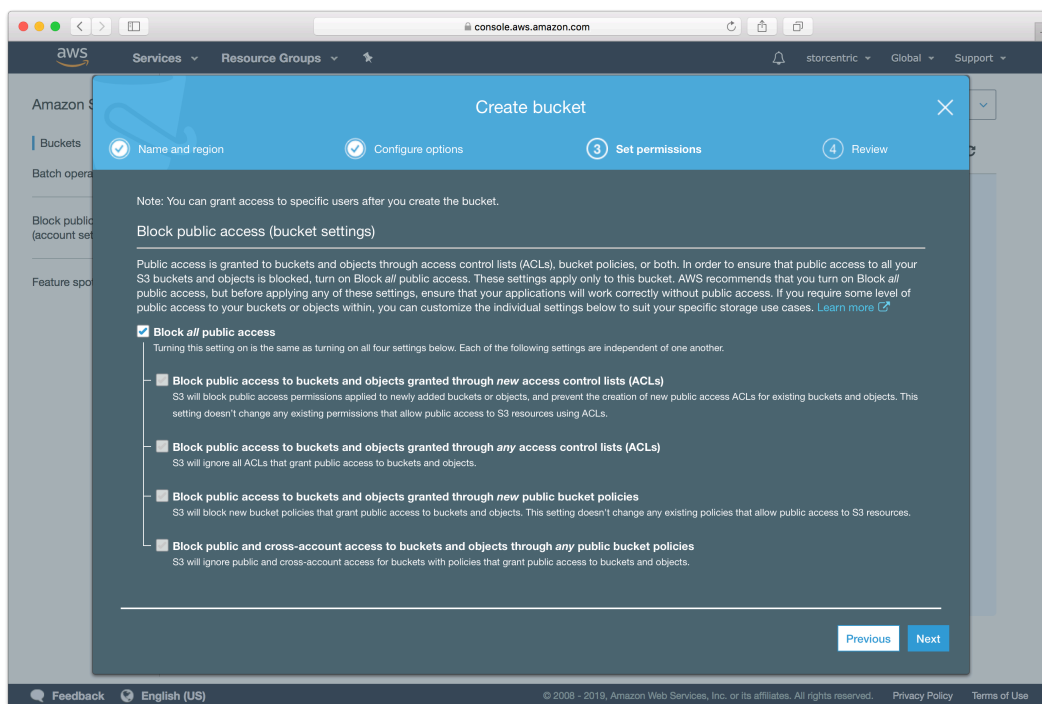 console.aws.amazon.com
aws
Services
Resource Groups
storcentric
Global
Support
Amazon S
Buckets
Batch opera
Block public
(account set
Feature spo
Create bucket
Name and region
Configure options
3 Set permissions
4 Review
Note: You can grant access to specific users after you create the bucket.
Block public access (bucket settings)
Public access is granted to buckets and objects through access control lists (ACLs), bucket policies, or both. In order to ensure that public access to all your
S3 buckets and objects is blocked, turn on Block all public access. These settings apply only to this bucket. AWS recommends that you turn on Block all
public access, but before applying any of these settings, ensure that your applications will work correctly without public access. If you require some level of
public access to your buckets or objects within, you can customize the individual settings below to suit your specific storage use cases. Learn more
Block all public access
Turning this setting on is the same as turning on all four settings below. Each of the following settings are independent of one another.
Block public access to buckets and objects granted through new access control lists (ACLs)
S3 will block public access permissions applied to newly added buckets or objects, and prevent the creation of new public access ACLs for existing buckets and objects. This
setting doesn't change any existing permissions that allow public access to S3 resources using ACLs.
Block public access to buckets and objects granted through any access control lists (ACLs)
S3 will ignore all ACLs that grant public access to buckets and objects.
Block public access to buckets and objects granted through new public bucket policies
S3 will block new bucket policies that grant public access to buckets and objects. This setting doesn't change any existing policies that allow public access to S3 resources.
Block public and cross-account access to buckets and objects through any public bucket policies
S3 will ignore public and cross-account access for buckets with policies that grant public access to buckets and objects.
Previous
Next
Feedback
English (US)
© 2008 - 2019, Amazon Web Services, Inc. or its affiliates. All rights reserved.
Privacy Policy
Terms of Use